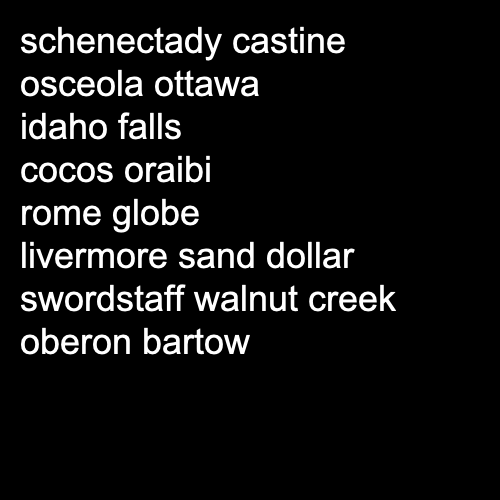 schenectady castine
osceola ottawa
idaho falls
cocos oraibi
rome globe
livermore sand dollar
swordstaff walnut creek
oberon bartow